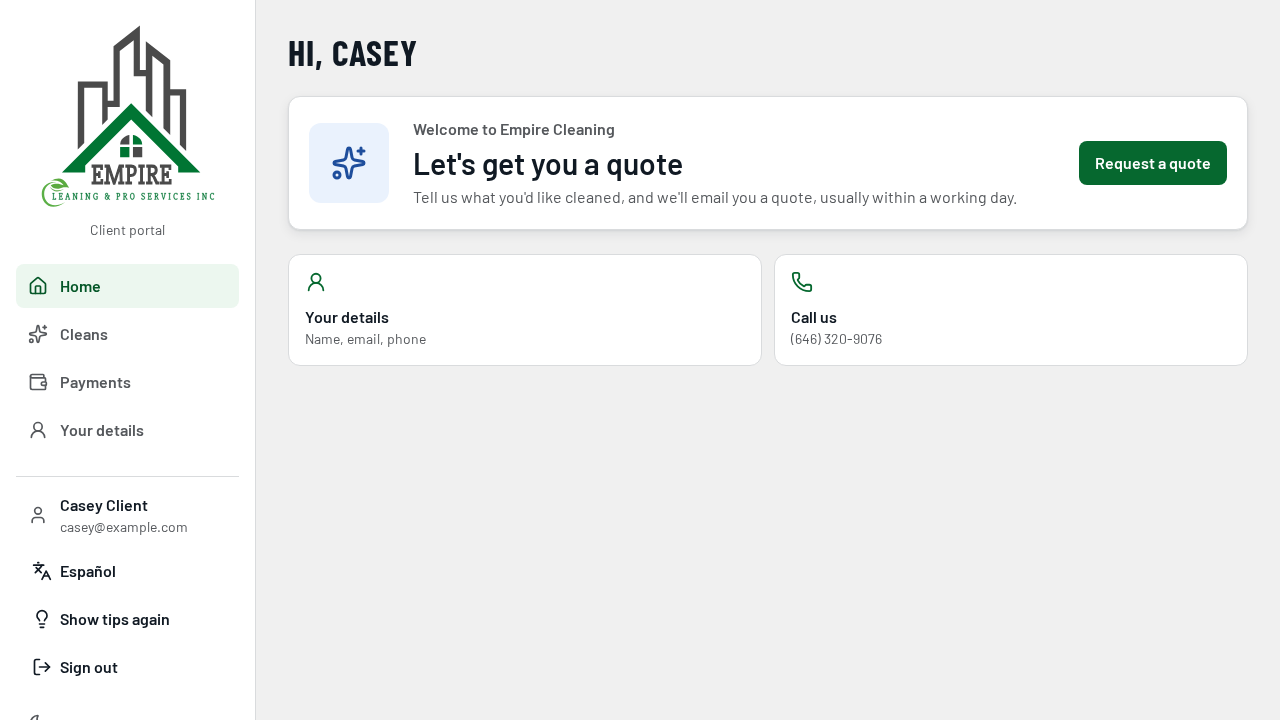 EMPIRE
CLEANING & PRO SERVICES INC
Client portal
Home
Cleans
Payments
Your details
Casey Client
casey@example.com
Español
Show tips again
Sign out
HI, CASEY
Welcome to Empire Cleaning
Let's get you a quote
Tell us what you'd like cleaned, and we'll email you a quote, usually within a working day.
Request a quote
Your details
Name, email, phone
Call us
(646) 320-9076